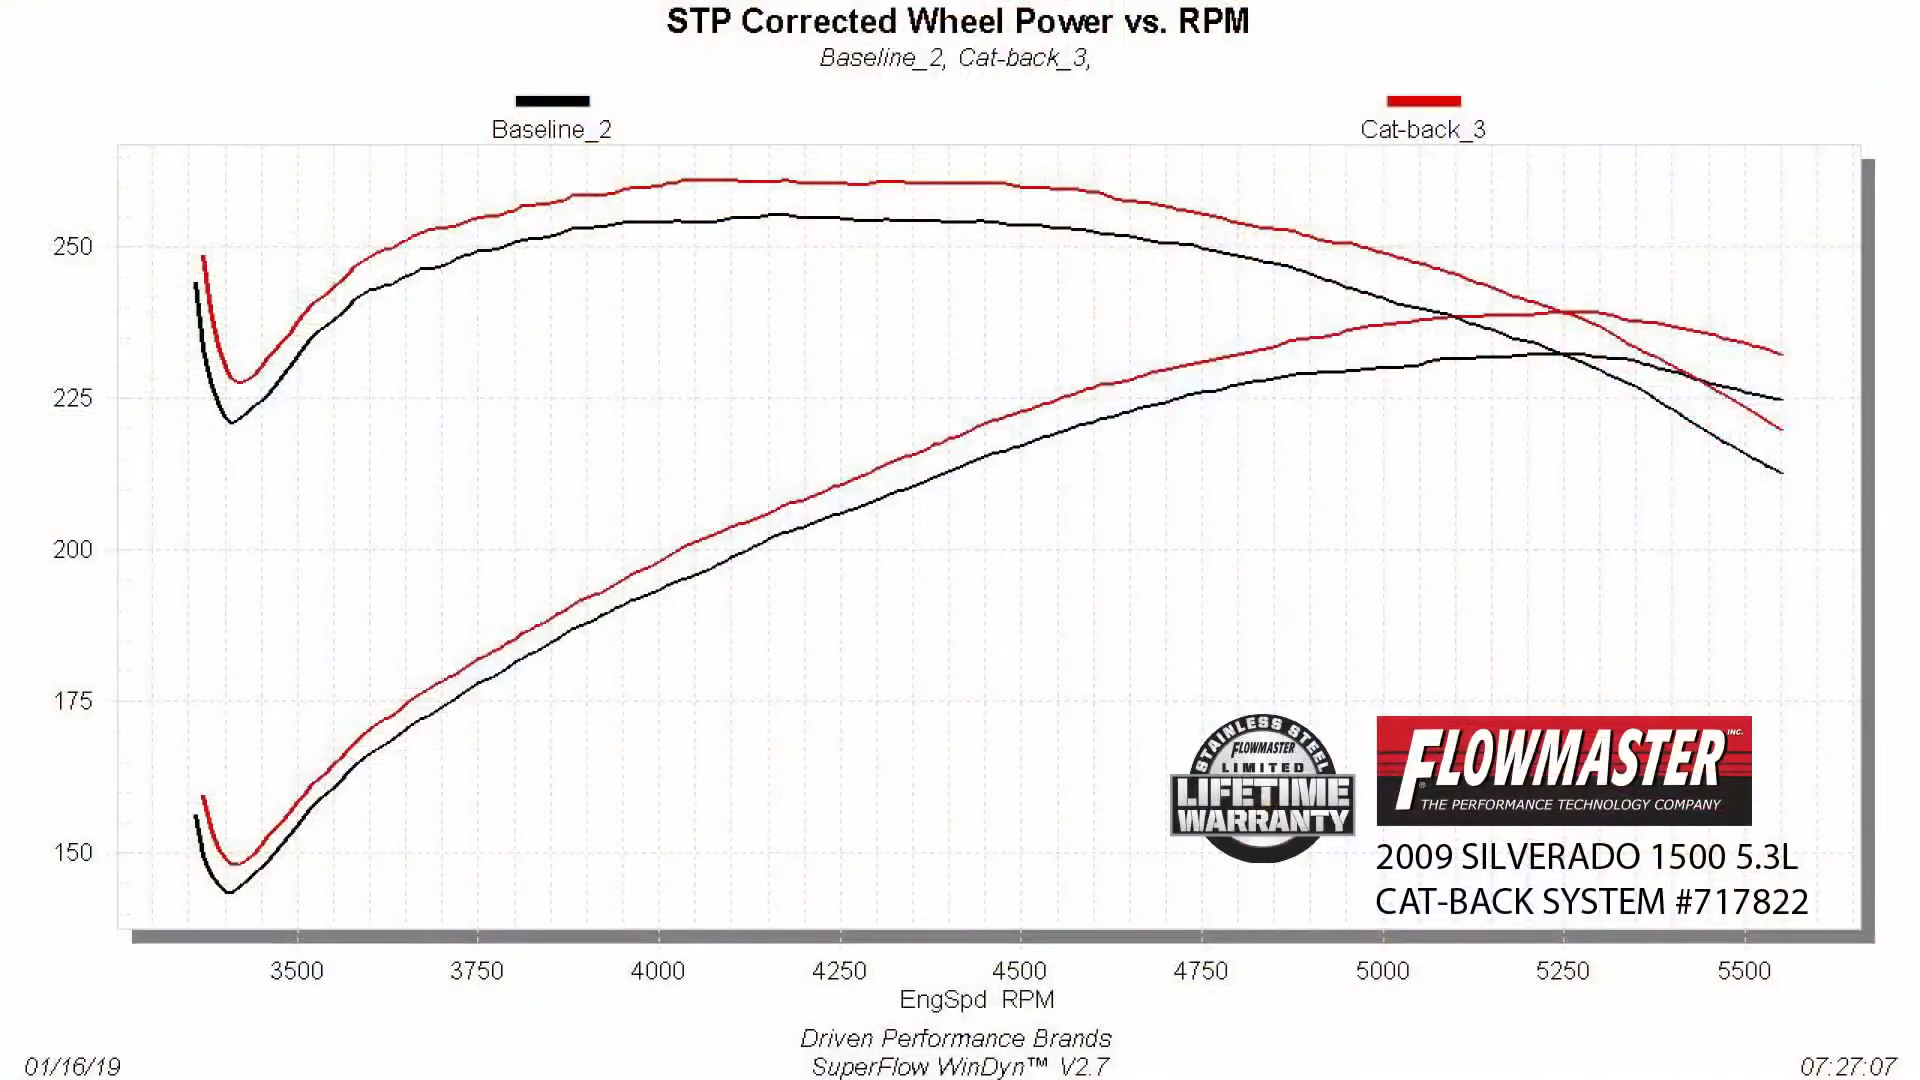 STP Corrected Wheel Power vs. RPM
Baseline_2, Cat-back_3,
Baseline_2
Cat-back_3
250
225
200
175
150
STAINLESS STEEL
FLOWMASTER
LIMITED
LIFETIME
WARRANTY
FLOWMASTER INC.
®
THE PERFORMANCE TECHNOLOGY COMPANY
2009 SILVERADO 1500 5.3L
CAT-BACK SYSTEM #717822
3500 3750 4000 4250 4500 4750 5000 5250 5500
EngSpd RPM
Driven Performance Brands
01/16/19 SuperFlow WinDyn™ V2.7 07:27:07